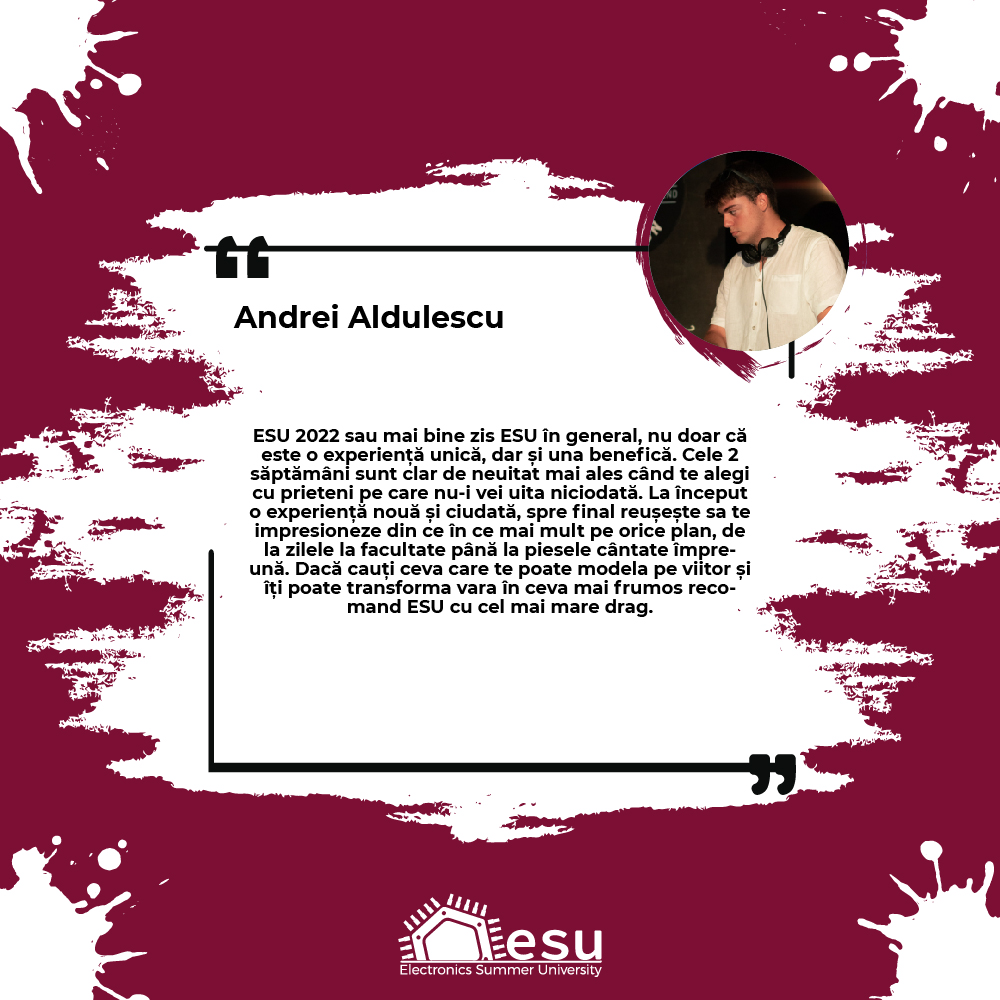 Andrei Aldulescu
ESU 2022 sau mai bine zis ESU în general, nu doar că
este o experiență unică, dar și una benefică. Cele 2
săptămâni sunt clar de neuitat mai ales când te alegi
cu prieteni pe care nu-i vei uita niciodată. La început
o experiență nouă și ciudată, spre final reușește sa te
impresioneze din ce în ce mai mult pe orice plan, de
la zilele la facultate până la piesele cântate împre-
ună. Dacă cauți ceva care te poate modela pe viitor și
îți poate transforma vara în ceva mai frumos reco-
mand ESU cu cel mai mare drag.
esu
Electronics Summer University